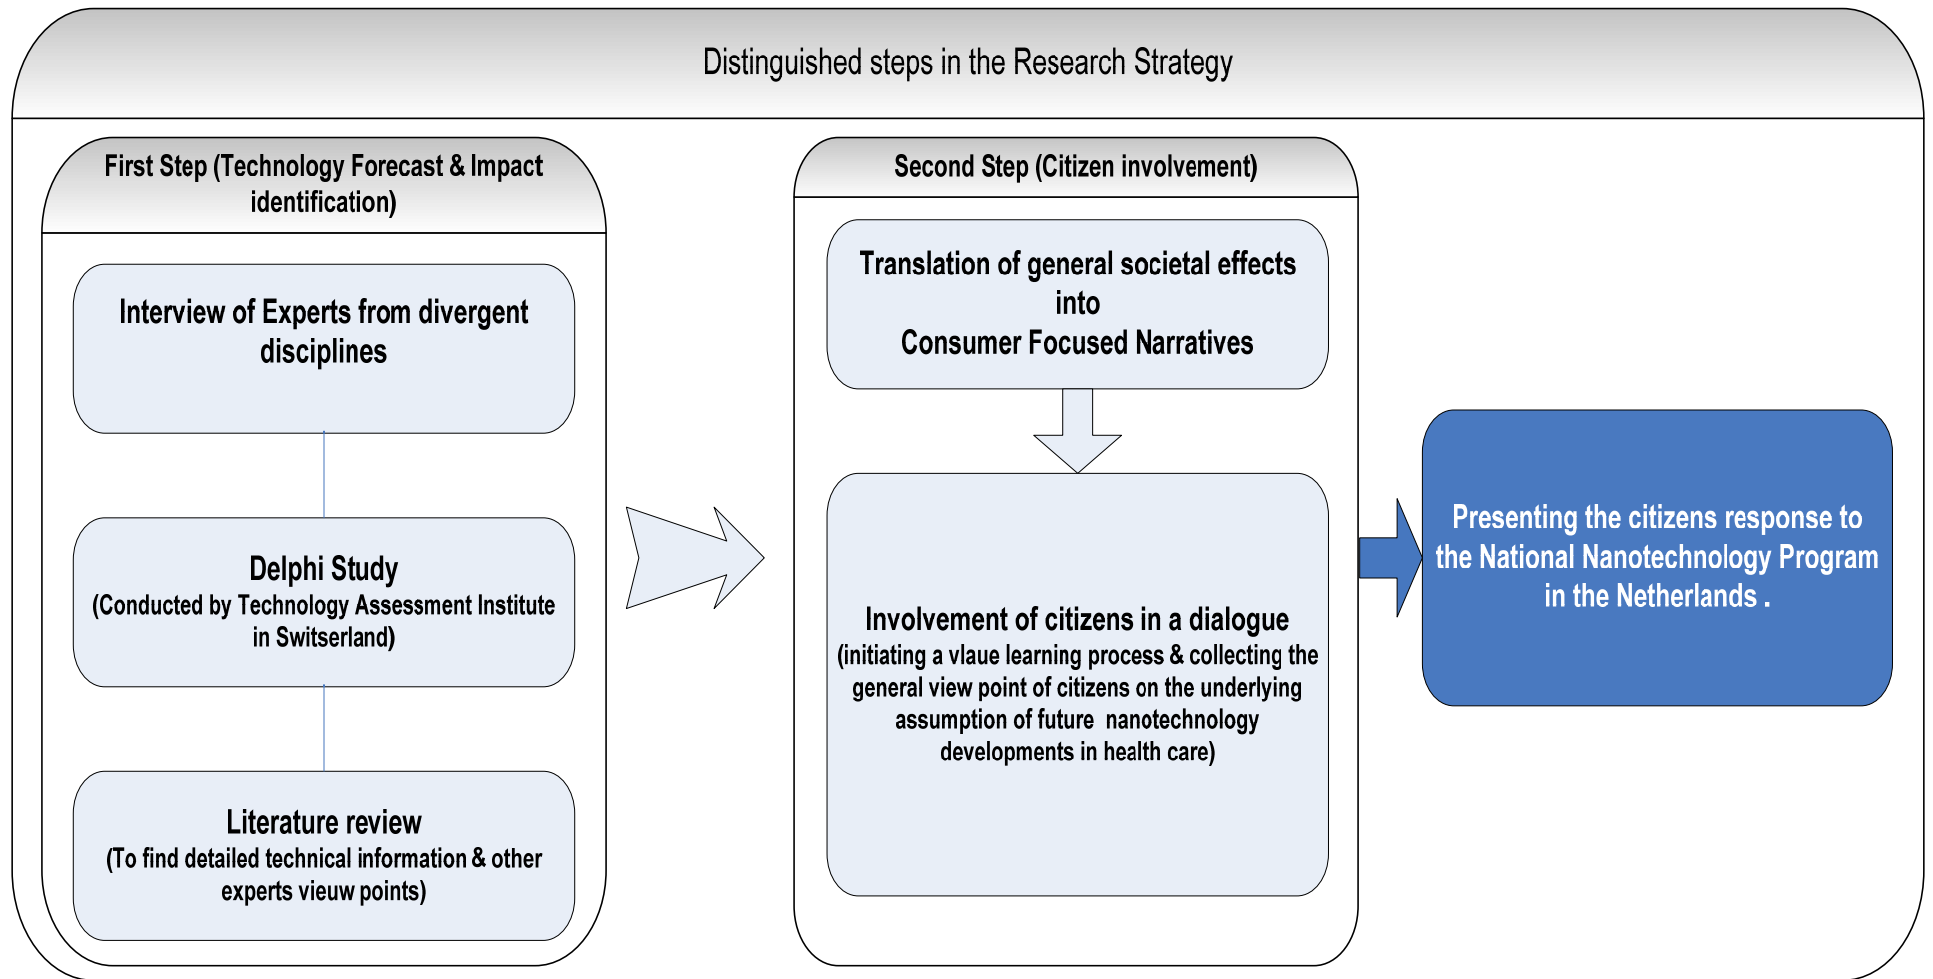 Distinguished steps in the Research Strategy
First Step (Technology Forecast & Impact
identification)
Interview of Experts from divergent
disciplines
Delphi Study
(Conducted by Technology Assessment Institute
in Switserland)
Literature review
(To find detailed technical information & other
experts vieuw points)
Second Step (Citizen involvement)
Translation of general societal effects
into
Consumer Focused Narratives
Involvement of citizens in a dialogue
(initiating a vlaue learning process & collecting the
general view point of citizens on the underlying
assumption of future nanotechnology
developments in health care)
Presenting the citizens response to
the National Nanotechnology Program
in the Netherlands .